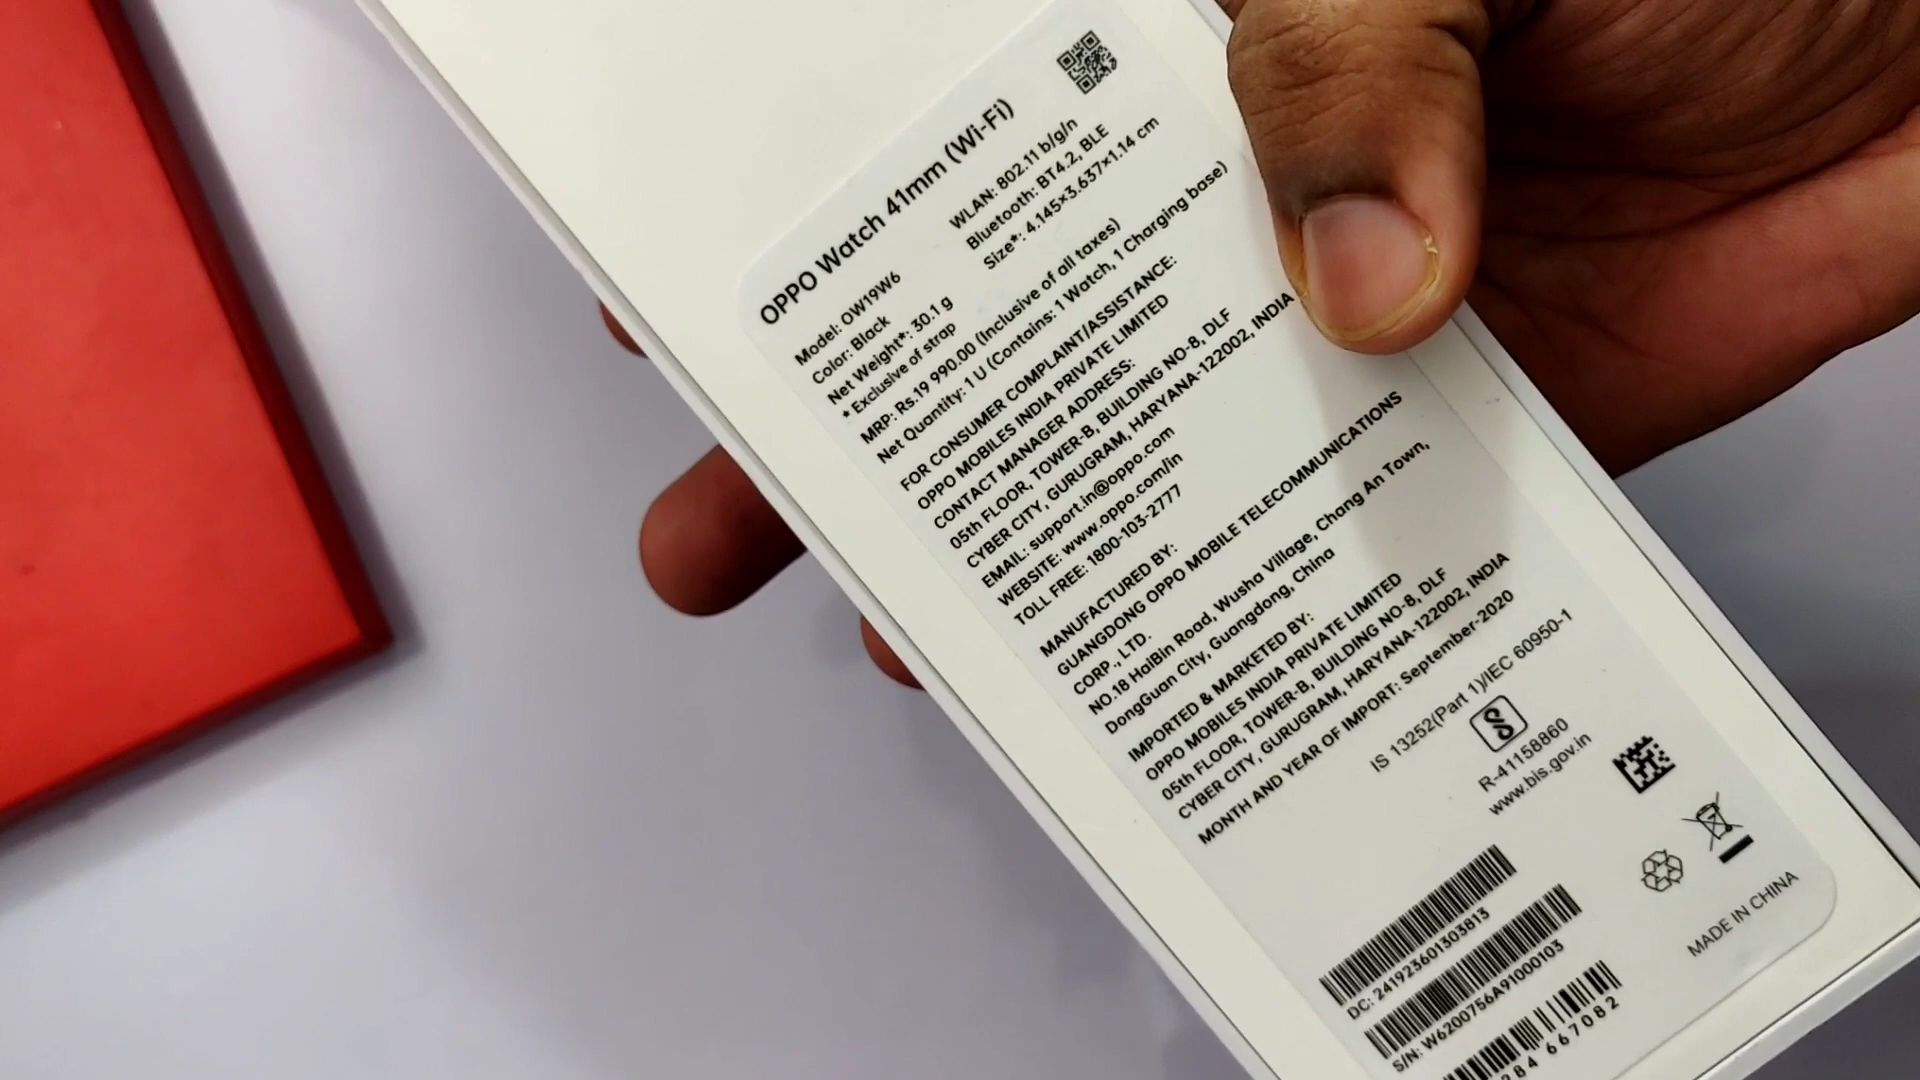 OPPO Watch 41mm (Wi-Fi)
Model: OW19W6
Color: Black
Net Weight*: 30.1 g
* Exclusive of strap
WLAN: 802.11 b/g/n
Bluetooth: BT4.2, BLE
Size*: 4.145×3.637×1.14 cm
MRP: Rs.19 990.00 (Inclusive of all taxes)
Net Quantity: 1 U (Contains: 1 Watch, 1 Charging base)
FOR CONSUMER COMPLAINT/ASSISTANCE:
OPPO MOBILES INDIA PRIVATE LIMITED
CONTACT MANAGER ADDRESS:
05th FLOOR, TOWER-B, BUILDING NO-8, DLF
CYBER CITY, GURUGRAM, HARYANA-122002, INDIA
EMAIL: support.in@oppo.com
WEBSITE: www.oppo.com/in
TOLL FREE: 1800-103-2777
MANUFACTURED BY:
GUANGDONG OPPO MOBILE TELECOMMUNICATIONS
CORP., LTD.
NO.18 HaiBin Road, Wusha Village, Chang An Town,
DongGuan City, Guangdong, China
IMPORTED & MARKETED BY:
OPPO MOBILES INDIA PRIVATE LIMITED
05th FLOOR, TOWER-B, BUILDING NO-8, DLF
CYBER CITY, GURUGRAM, HARYANA-122002, INDIA
MONTH AND YEAR OF IMPORT: September-2020
IS 13252(Part 1)/IEC 60950-1
R-41158860
www.bis.gov.in
DC: 241923601303813
S/N: W6200756A91000103
284 667082
MADE IN CHINA